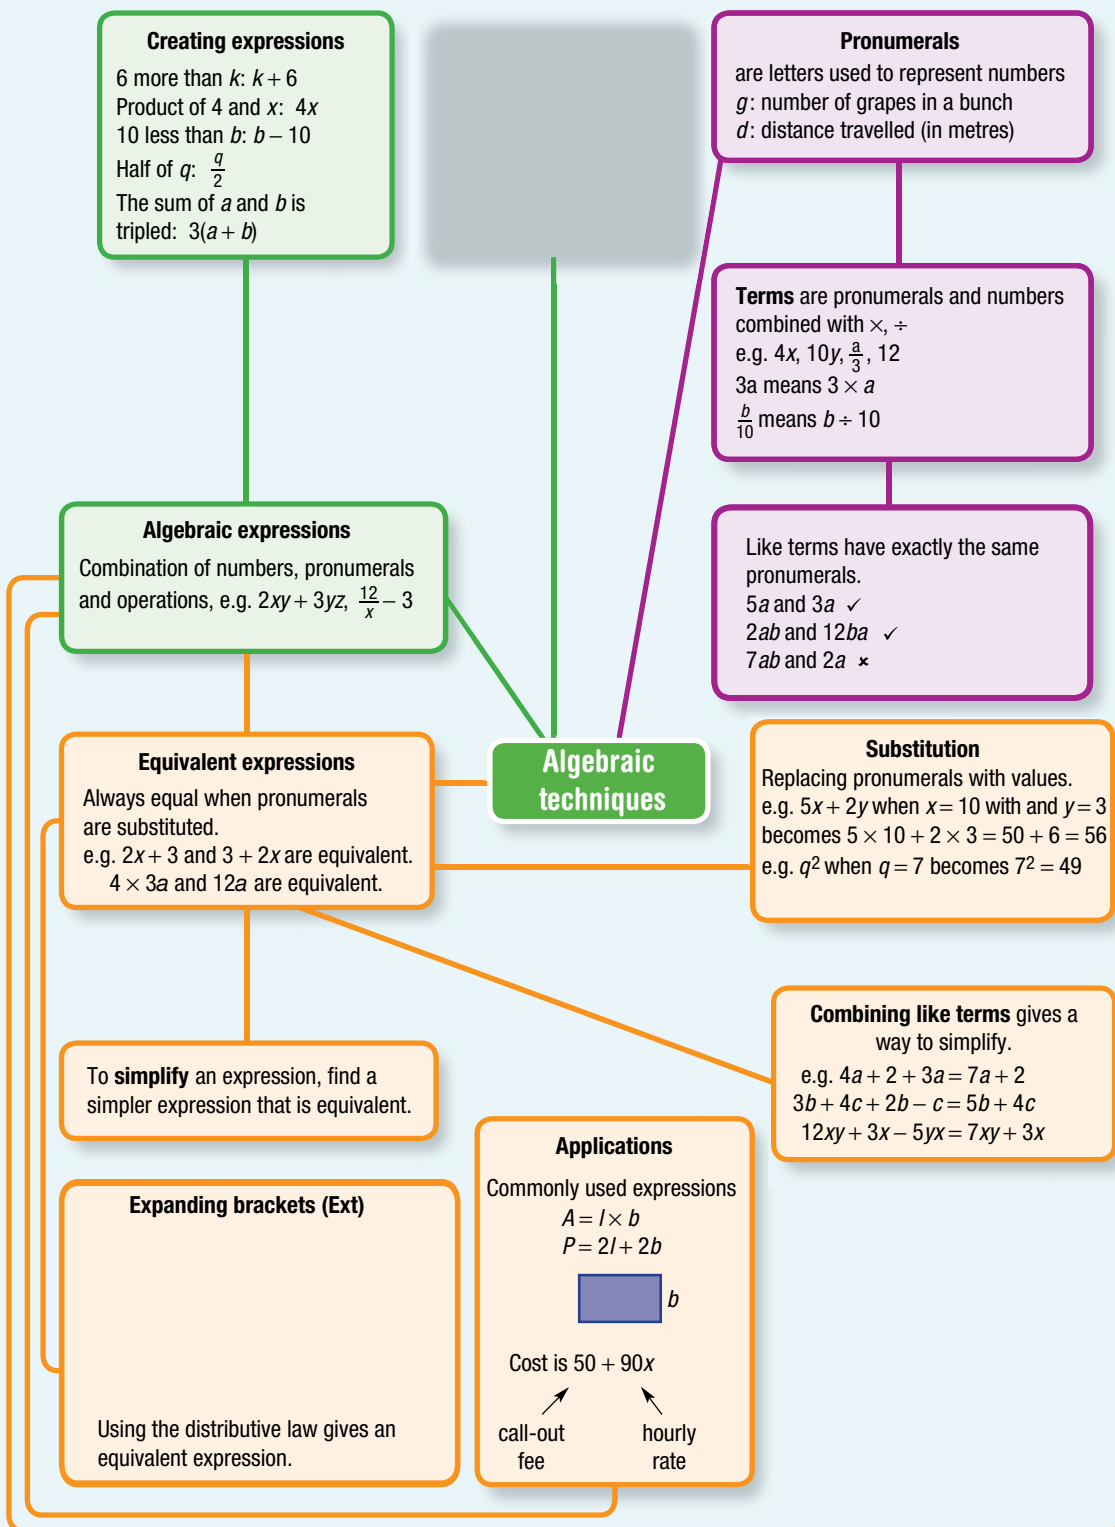 Creating expressions
6 more than k: k + 6
Product of 4 and x: 4x
10 less than b: b − 10
Half of q: q/2
The sum of a and b is
tripled: 3(a + b)
Pronumerals
are letters used to represent numbers
g: number of grapes in a bunch
d: distance travelled (in metres)
Terms are pronumerals and numbers
combined with ×, ÷
e.g. 4x, 10y, a/3, 12
3a means 3 × a
b/10 means b ÷ 10
Algebraic expressions
Combination of numbers, pronumerals
and operations, e.g. 2xy + 3yz, 12/x − 3
Like terms have exactly the same
pronumerals.
5a and 3a ✓
2ab and 12ba ✓
7ab and 2a ×
Algebraic
techniques
Equivalent expressions
Always equal when pronumerals
are substituted.
e.g. 2x + 3 and 3 + 2x are equivalent.
4 × 3a and 12a are equivalent.
Substitution
Replacing pronumerals with values.
e.g. 5x + 2y when x = 10 with and y = 3
becomes 5 × 10 + 2 × 3 = 50 + 6 = 56
e.g. q² when q = 7 becomes 7² = 49
Combining like terms gives a
way to simplify.
e.g. 4a + 2 + 3a = 7a + 2
3b + 4c + 2b − c = 5b + 4c
12xy + 3x − 5yx = 7xy + 3x
To simplify an expression, find a
simpler expression that is equivalent.
Expanding brackets (Ext)
Using the distributive law gives an
equivalent expression.
Applications
Commonly used expressions
A = l × b
P = 2l + 2b
b
Cost is 50 + 90x
call-out
fee
hourly
rate